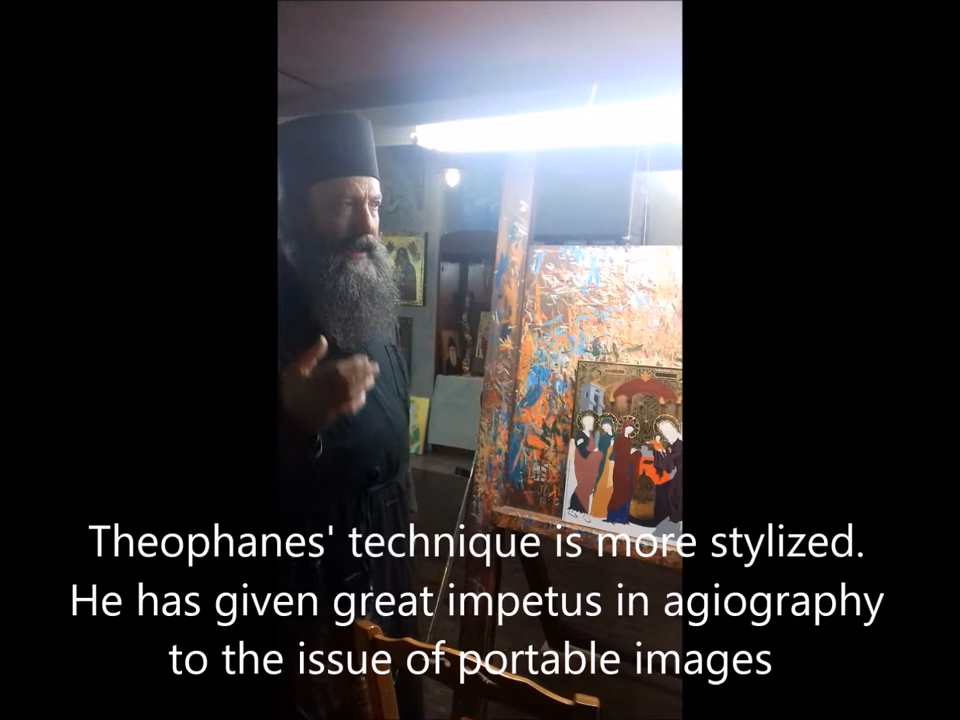 Theophanes' technique is more stylized.
He has given great impetus in agiography
to the issue of portable images